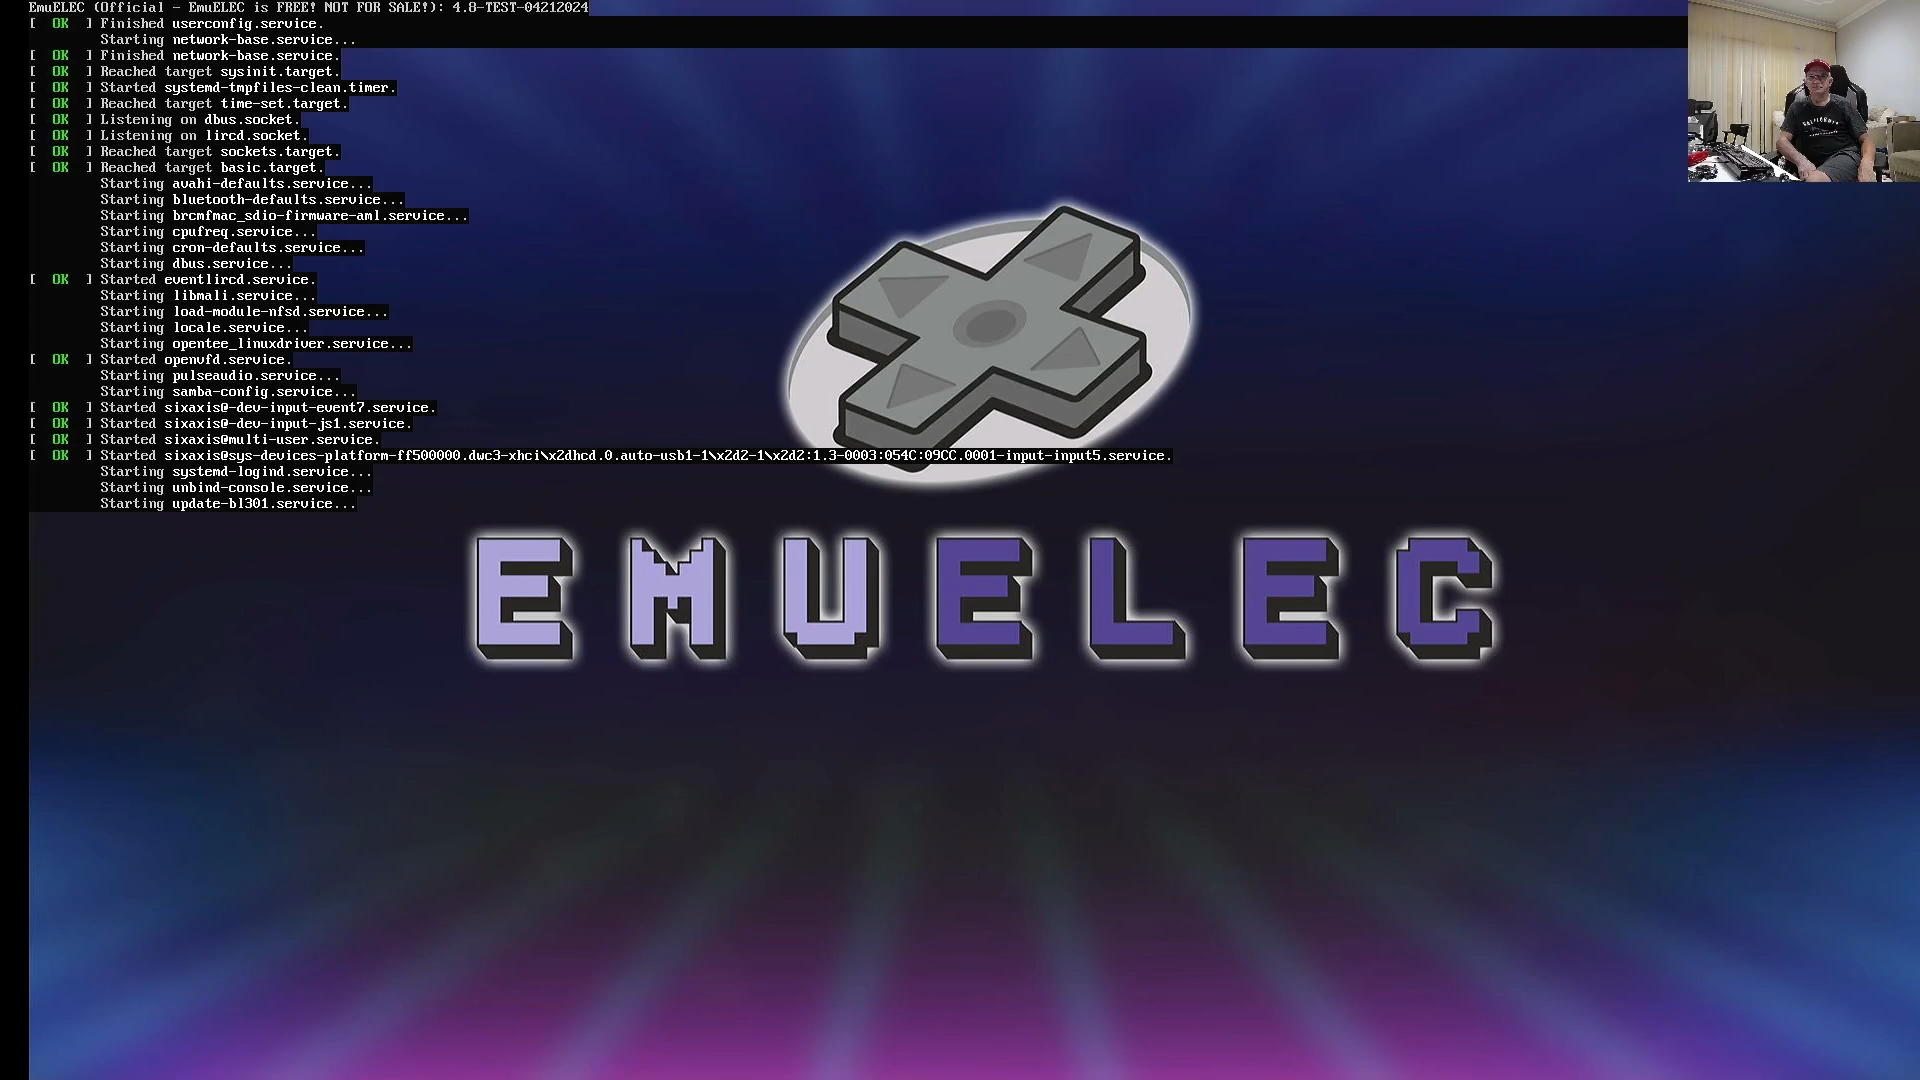 EmuELEC (Official - EmuELEC is FREE! NOT FOR SALE!): 4.8-TEST-04212024
[  OK  ] Finished userconfig.service.
Starting network-base.service...
[  OK  ] Finished network-base.service.
[  OK  ] Reached target sysinit.target.
[  OK  ] Started systemd-tmpfiles-clean.timer.
[  OK  ] Reached target time-set.target.
[  OK  ] Listening on dbus.socket.
[  OK  ] Listening on lircd.socket.
[  OK  ] Reached target sockets.target.
[  OK  ] Reached target basic.target.
Starting avahi-defaults.service...
Starting bluetooth-defaults.service...
Starting brcmfmac_sdio-firmware-aml.service...
Starting cpufreq.service...
Starting cron-defaults.service...
Starting dbus.service...
[  OK  ] Started eventlircd.service.
Starting libmali.service...
Starting load-module-nfsd.service...
Starting locale.service...
Starting opentee_linuxdriver.service...
[  OK  ] Started openvfd.service.
Starting pulseaudio.service...
Starting samba-config.service...
[  OK  ] Started sixaxis@-dev-input-event7.service.
[  OK  ] Started sixaxis@-dev-input-js1.service.
[  OK  ] Started sixaxis@multi-user.service.
[  OK  ] Started sixaxis@sys-devices-platform-ff500000.dwc3-xhci\x2dhcd.0.auto-usb1-1\x2d2-1\x2d2:1.3-0003:054C:09CC.0001-input-input5.service.
Starting systemd-logind.service...
Starting unbind-console.service...
Starting update-bl301.service...
EMUELEC